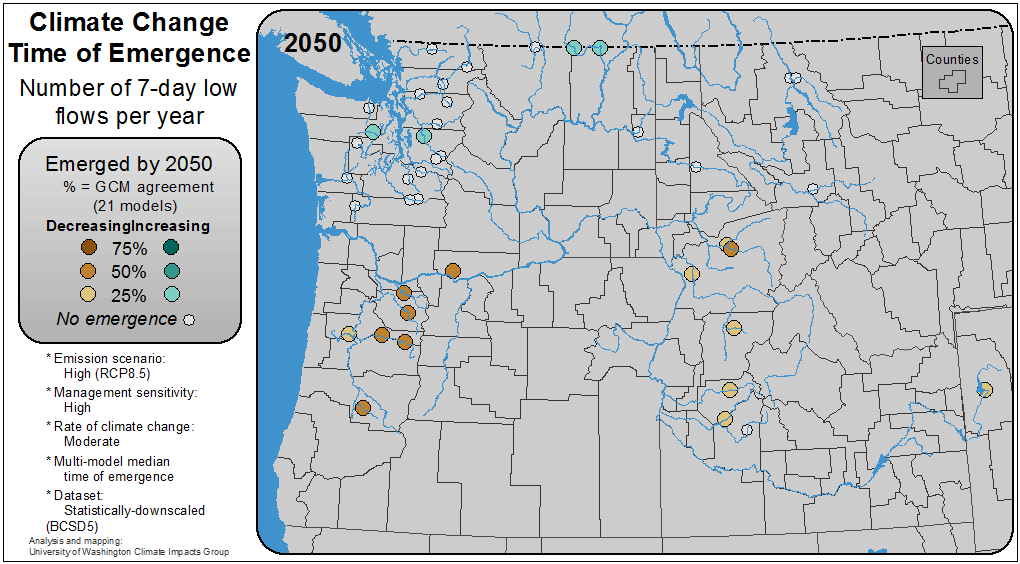 Climate Change
Time of Emergence
Number of 7-day low
flows per year
Emerged by 2050
% = GCM agreement
(21 models)
DecreasingIncreasing
75%
50%
25%
No emergence
* Emission scenario:
High (RCP8.5)
* Management sensitivity:
High
* Rate of climate change:
Moderate
* Multi-model median
time of emergence
* Dataset:
Statistically-downscaled
(BCSD5)
Analysis and mapping:
University of Washington Climate Impacts Group
2050
Counties